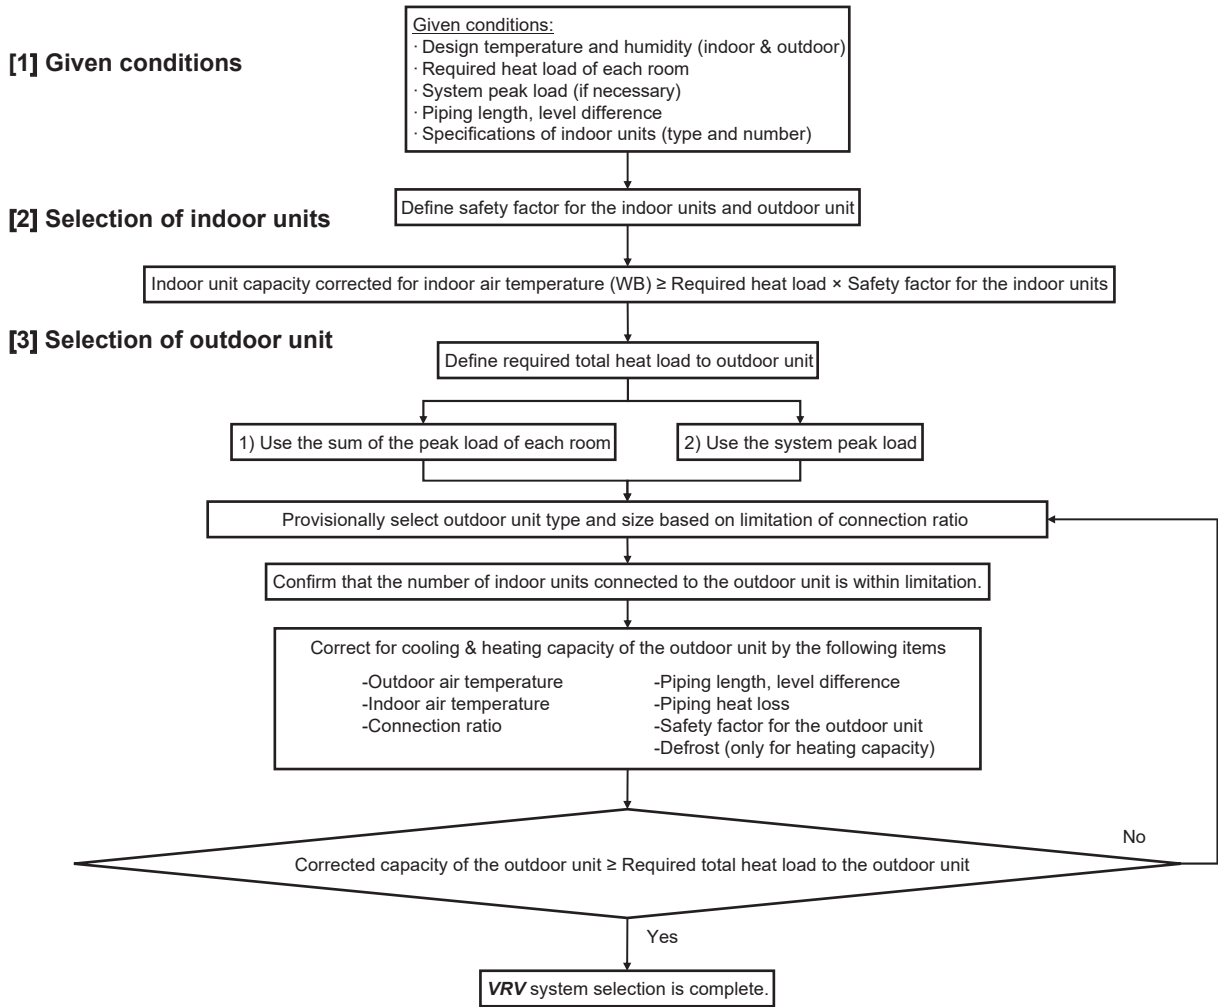 [1] Given conditions
Given conditions:
· Design temperature and humidity (indoor & outdoor)
· Required heat load of each room
· System peak load (if necessary)
· Piping length, level difference
· Specifications of indoor units (type and number)
[2] Selection of indoor units
Define safety factor for the indoor units and outdoor unit
Indoor unit capacity corrected for indoor air temperature (WB) ≥ Required heat load × Safety factor for the indoor units
[3] Selection of outdoor unit
Define required total heat load to outdoor unit
1) Use the sum of the peak load of each room
2) Use the system peak load
Provisionally select outdoor unit type and size based on limitation of connection ratio
Confirm that the number of indoor units connected to the outdoor unit is within limitation.
Correct for cooling & heating capacity of the outdoor unit by the following items
-Outdoor air temperature
-Indoor air temperature
-Connection ratio
-Piping length, level difference
-Piping heat loss
-Safety factor for the outdoor unit
-Defrost (only for heating capacity)
Corrected capacity of the outdoor unit ≥ Required total heat load to the outdoor unit
No
Yes
VRV system selection is complete.